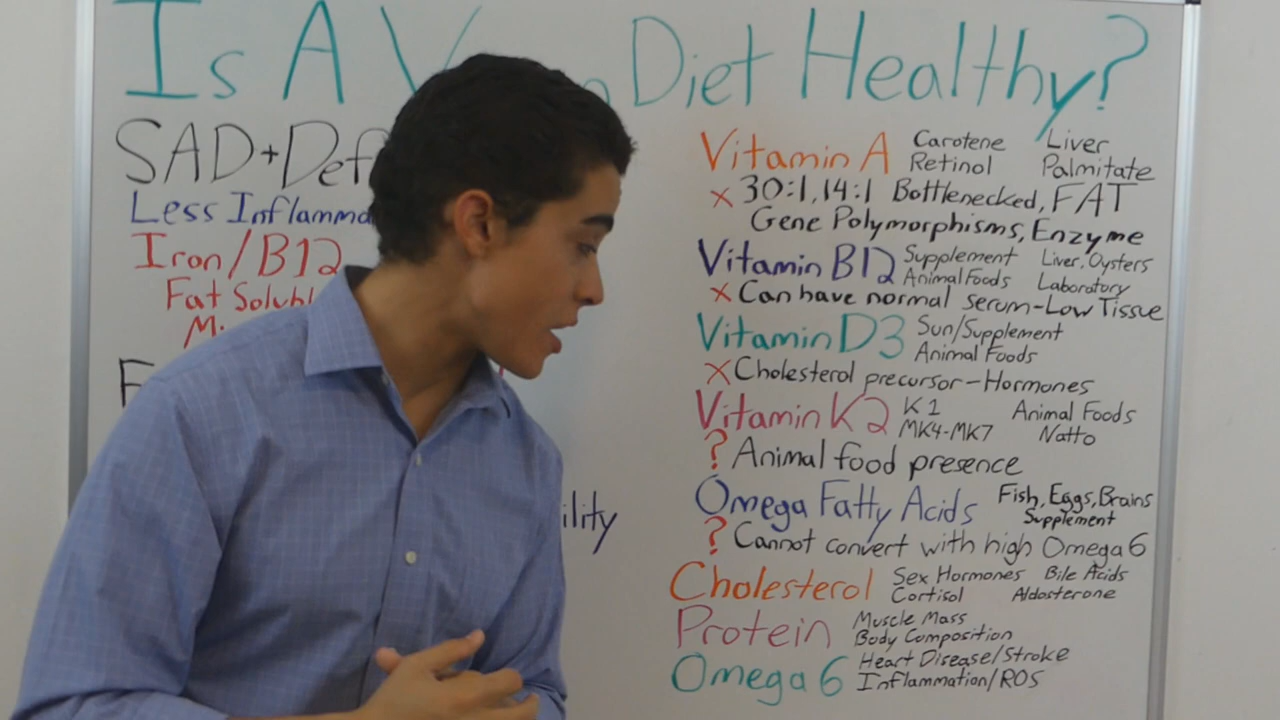 Is A Diet Healthy?
SAD+Def
Less Inflamma
Iron/B12
Fat Solubl
Mi
F
ility
Vitamin A Carotene Liver
Retinol Palmitate
x 30:1, 14:1 Bottlenecked, FAT
Gene Polymorphisms, Enzyme
Vitamin B12 Supplement Liver, Oysters
Animal Foods Laboratory
x Can have normal serum-Low Tissue
Vitamin D3 Sun/Supplement
Animal Foods
x Cholesterol precursor-Hormones
Vitamin K2 K1 Animal Foods
MK4-MK7 Natto
? Animal food presence
Omega Fatty Acids Fish, Eggs, Brains
Supplement
? Cannot convert with high Omega 6
Cholesterol Sex Hormones Bile Acids
Cortisol Aldosterone
Protein Muscle Mass
Body Composition
Omega 6 Heart Disease/Stroke
Inflammation/ROS